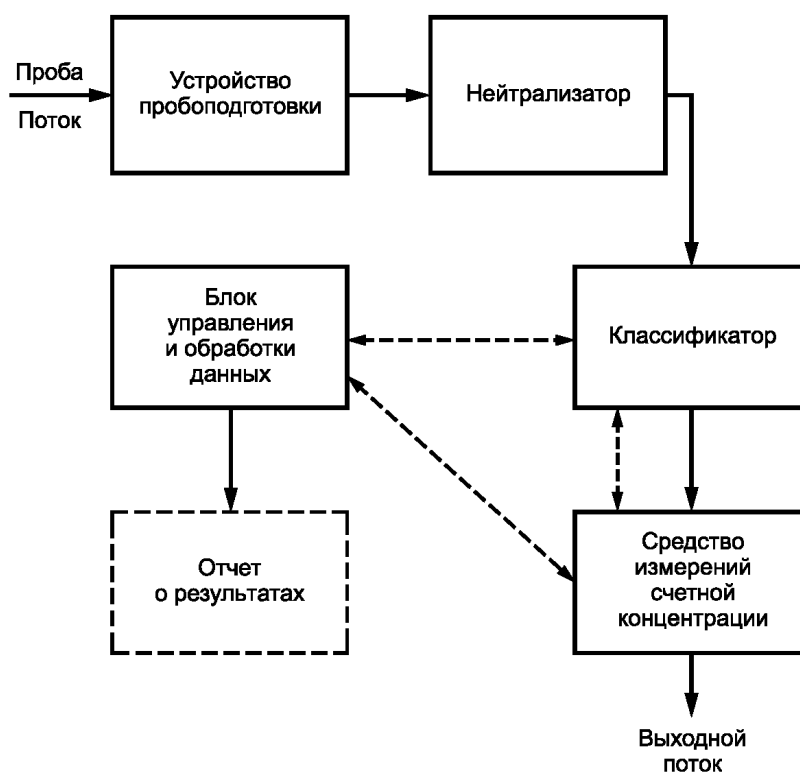 Проба
Поток
Устройство
пробоподготовки
Нейтрализатор
Блок
управления
и обработки
данных
Классификатор
Отчет
о результатах
Средство
измерений
счетной
концентрации
Выходной
поток